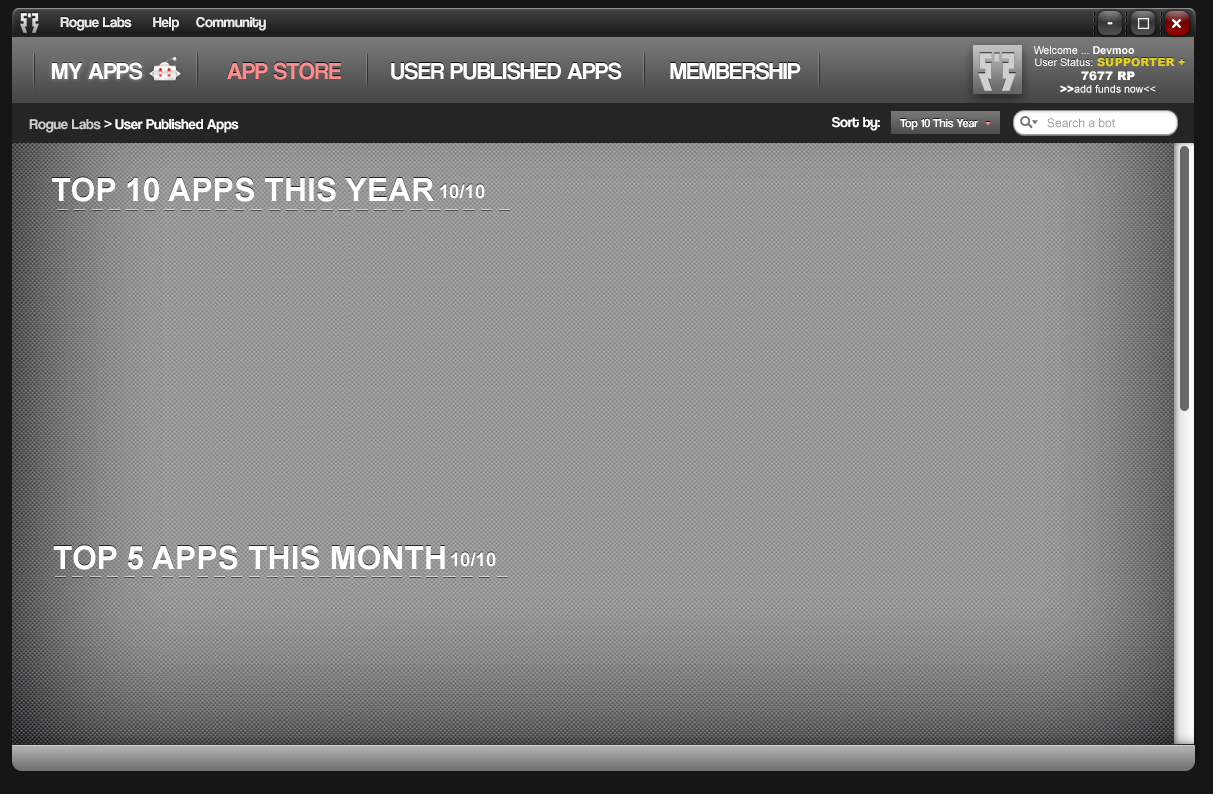 Rogue Labs Help Community
-
MY APPS APP STORE USER PUBLISHED APPS MEMBERSHIP
Welcome ... Devmoo
User Status: SUPPORTER +
7677 RP
>>add funds now<<
Rogue Labs > User Published Apps
Sort by: Top 10 This Year Search a bot
TOP 10 APPS THIS YEAR 10/10
TOP 5 APPS THIS MONTH 10/10